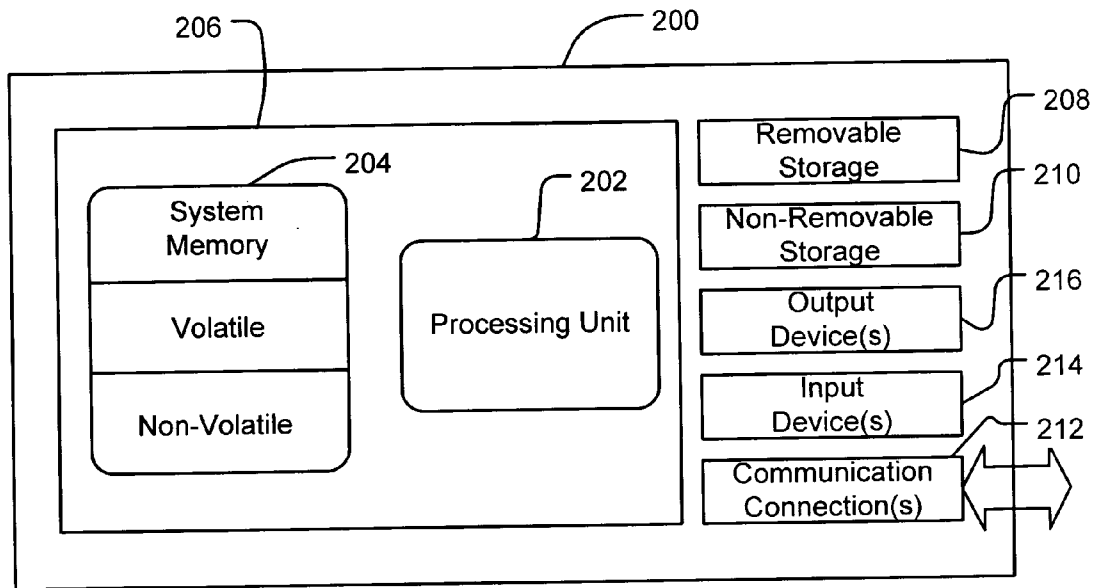 206
200
204
System
Memory
Volatile
Non-Volatile
202
Processing Unit
208
Removable
Storage
210
Non-Removable
Storage
216
Output
Device(s)
214
Input
Device(s)
212
Communication
Connection(s)